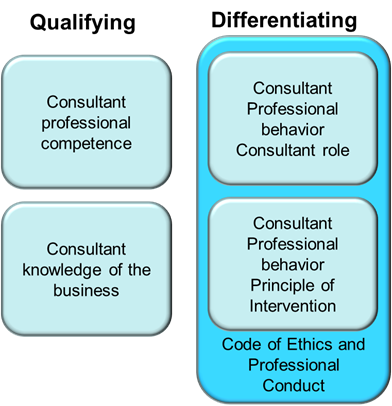 Qualifying
Consultant
professional
competence
Consultant
knowledge of the
business
Differentiating
Consultant
Professional
behavior
Consultant role
Consultant
Professional
behavior
Principle of
Intervention
Code of Ethics and
Professional
Conduct